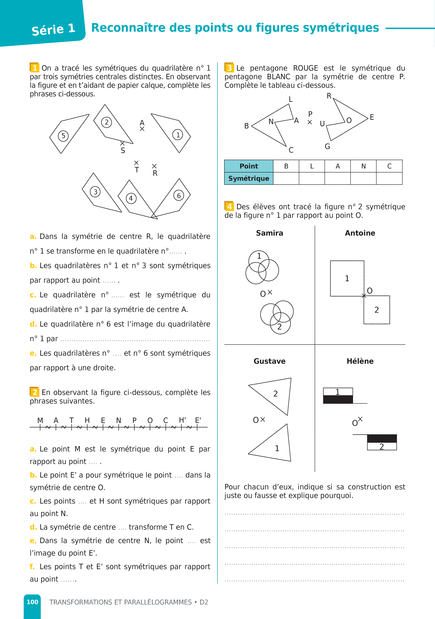 Série 1
Reconnaître des points ou figures symétriques
1 On a tracé les symétriques du quadrilatère n° 1
par trois symétries centrales distinctes. En observant
la figure et en t'aidant de papier calque, complète les
phrases ci-dessous.
5
2
A
1
S
T
R
3
4
6
a. Dans la symétrie de centre R, le quadrilatère
n° 1 se transforme en le quadrilatère n°...... .
b. Les quadrilatères n° 1 et n° 3 sont symétriques
par rapport au point ...... .
c. Le quadrilatère n° ...... est le symétrique du
quadrilatère n° 1 par la symétrie de centre A.
d. Le quadrilatère n° 6 est l'image du quadrilatère
n° 1 par ......................................................
e. Les quadrilatères n° .... et n° 6 sont symétriques
par rapport à une droite.
2 En observant la figure ci-dessous, complète les
phrases suivantes.
M A T H E N P O C H' E'
a. Le point M est le symétrique du point E par
rapport au point .... .
b. Le point E' a pour symétrique le point .... dans la
symétrie de centre O.
c. Les points .... et H sont symétriques par rapport
au point N.
d. La symétrie de centre .... transforme T en C.
e. Dans la symétrie de centre N, le point .... est
l'image du point E'.
f. Les points T et E' sont symétriques par rapport
au point .......
3 Le pentagone ROUGE est le symétrique du
pentagone BLANC par la symétrie de centre P.
Complète le tableau ci-dessous.
L
R
P
B
N
A
U
O
E
C
G
Point B L A N C
Symétrique
4 Des élèves ont tracé la figure n° 2 symétrique
de la figure n° 1 par rapport au point O.
Samira
Antoine
1
O
2
1
O
2
Gustave
Hélène
2
O
1
1
O
2
Pour chacun d'eux, indique si sa construction est
juste ou fausse et explique pourquoi.
................................................................
................................................................
................................................................
................................................................
................................................................
100 TRANSFORMATIONS ET PARALLÉLOGRAMMES • D2